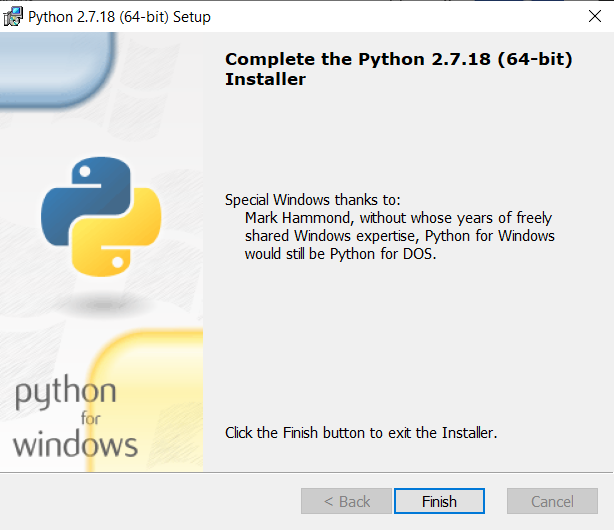 Python 2.7.18 (64-bit) Setup
Complete the Python 2.7.18 (64-bit)
Installer
Special Windows thanks to:
Mark Hammond, without whose years of freely
shared Windows expertise, Python for Windows
would still be Python for DOS.
python
for
windows
Click the Finish button to exit the Installer.
< Back
Finish
Cancel